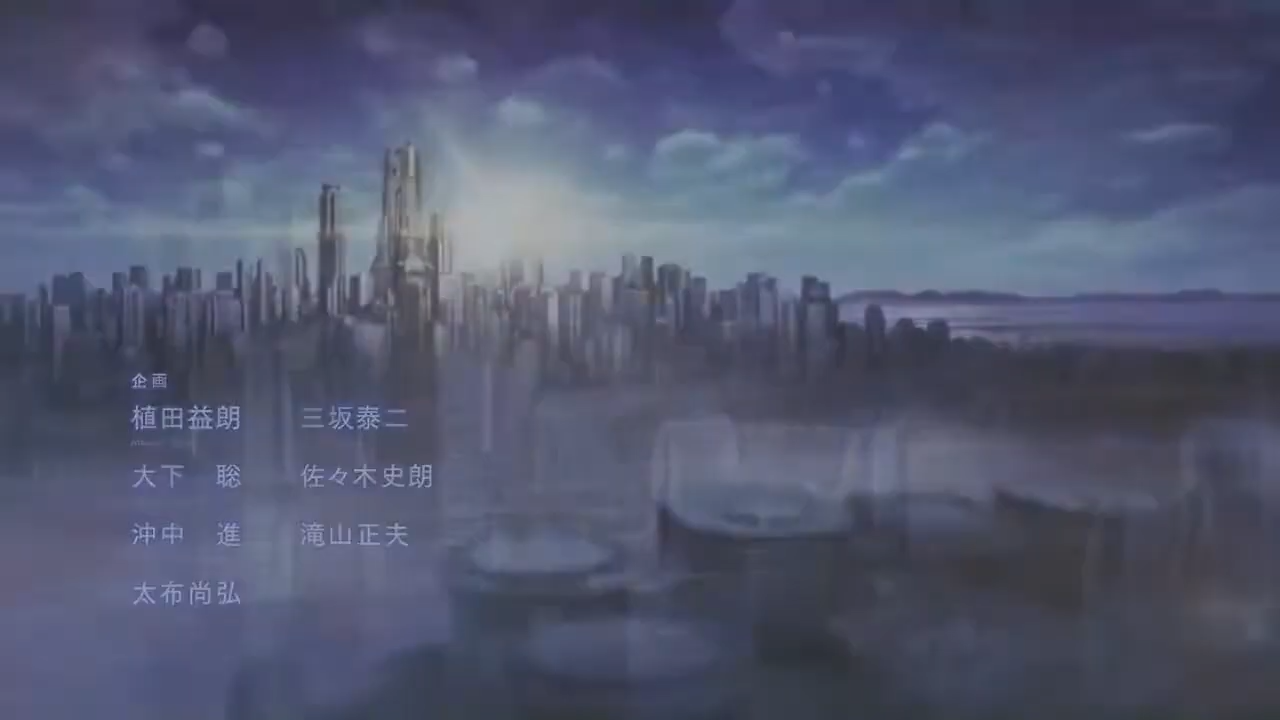 企画
植田益朗 三坂泰二
大下 聡 佐々木史朗
沖中 進 滝山正夫
太布尚弘